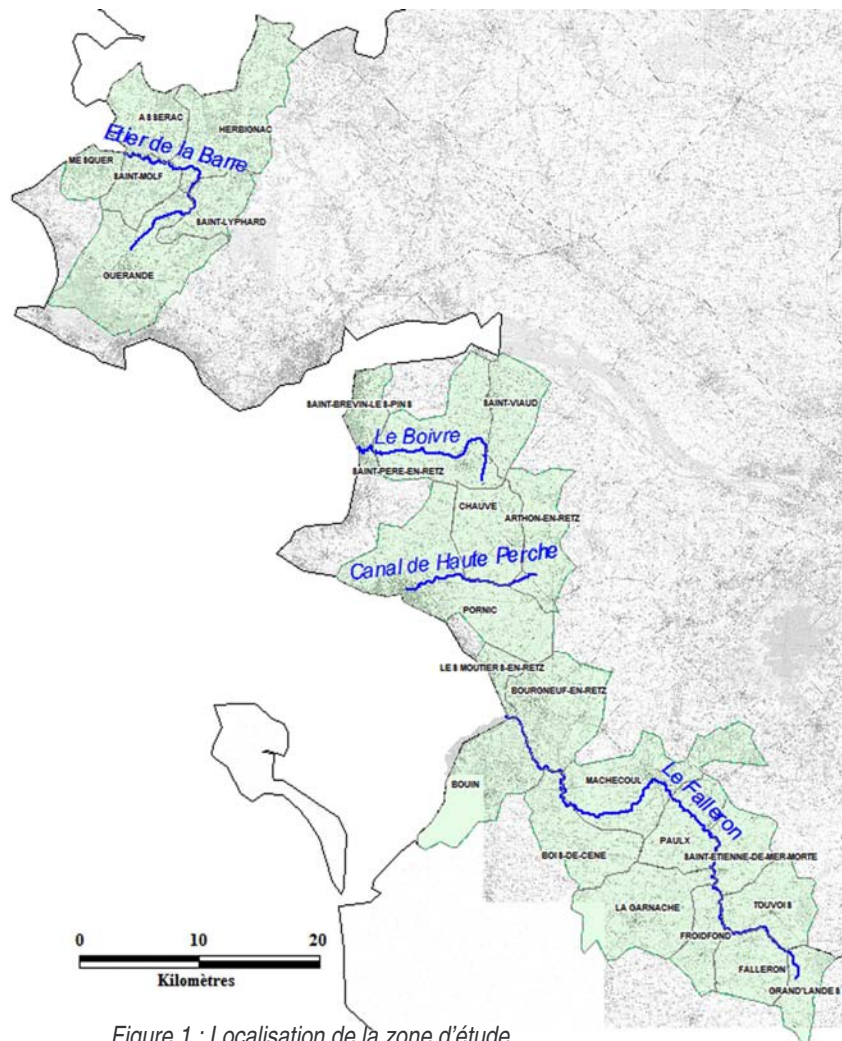 ASSERAC
HERBIGNAC
Etier de la Barre
MESQUER
SAINT-MOLF
SAINT-LYPHARD
GUERANDE
SAINT-BREVIN-LES-PINS
SAINT-VIAUD
Le Boivre
SAINT-PERE-EN-RETZ
CHAUVE
ARTHON-EN-RETZ
Canal de Haute Perche
PORNIC
LES MOUTIERS-EN-RETZ
BOURGNEUF-EN-RETZ
BOUIN
MACHECOUL
Le Falleron
PAULX
BOIS-DE-CENE
SAINT-ETIENNE-DE-MER-MORTE
LA GARNACHE
TOUVOIS
FROIDFOND
FALLERON
GRAND'LANDES
0 10 20
Kilomètres
Figure 1 : Localisation de la zone d'étude